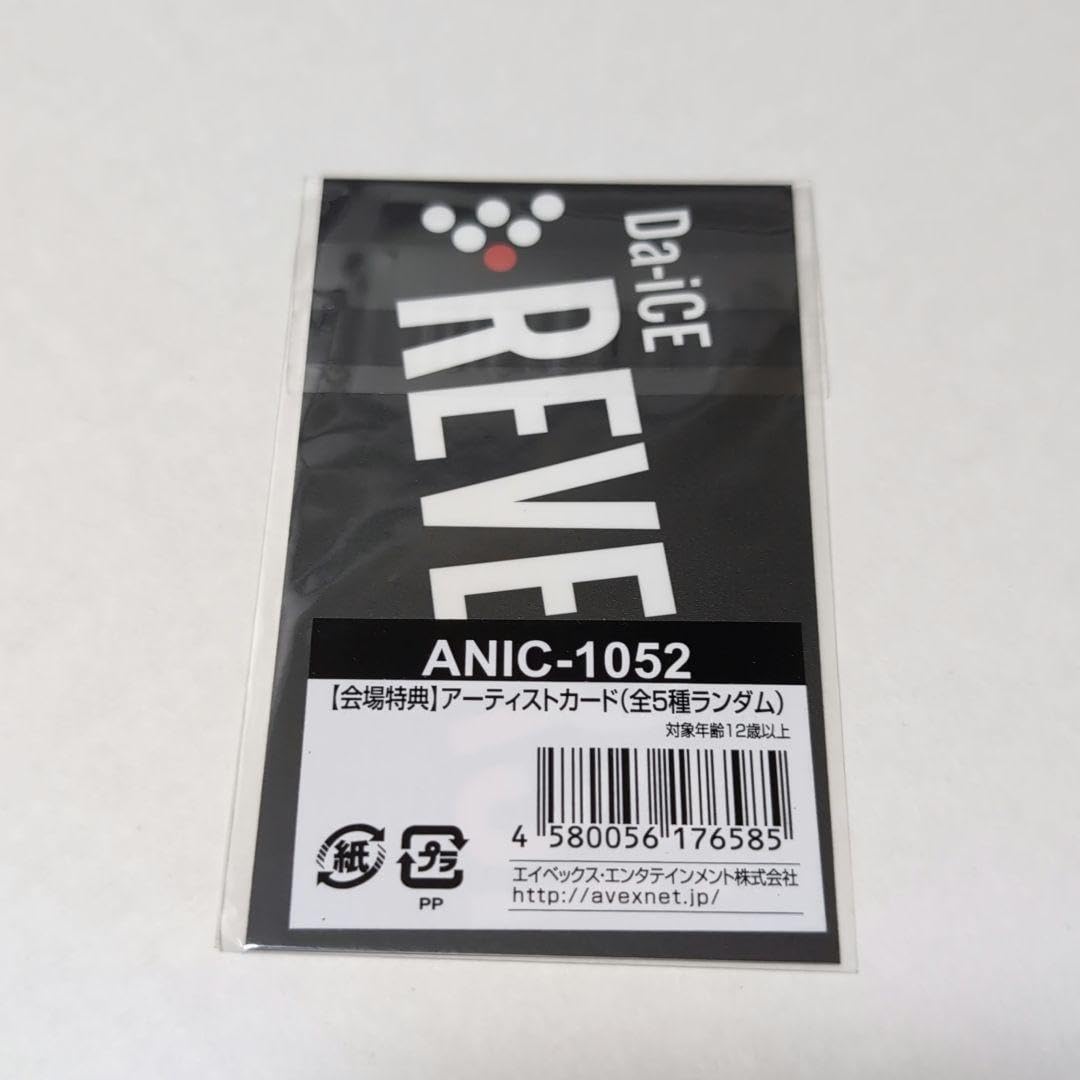 Da-iCE
REVE
ANIC-1052
【会場特典】アーティストカード(全5種ランダム)
対象年齢12歳以上
4 580056 176585
紙
プラ
PP
エイベックス・エンタテインメント株式会社
http://avexnet.jp/